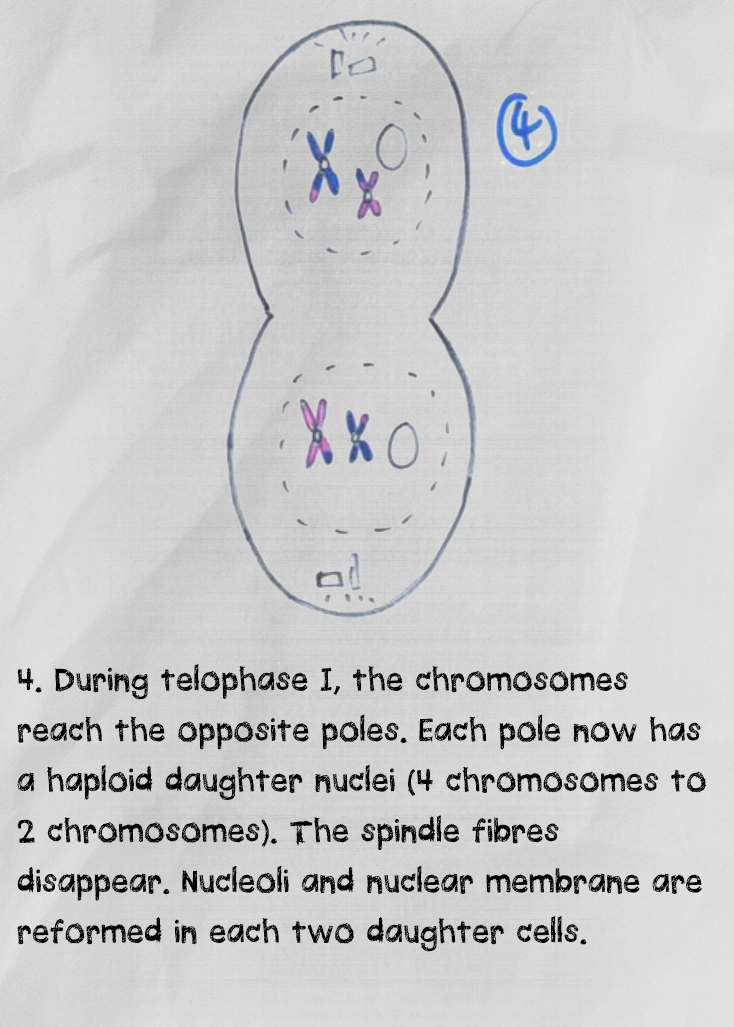 4
4. During telophase I, the chromosomes
reach the opposite poles. Each pole now has
a haploid daughter nuclei (4 chromosomes to
2 chromosomes). The spindle fibres
disappear. Nucleoli and nuclear membrane are
reformed in each two daughter cells.